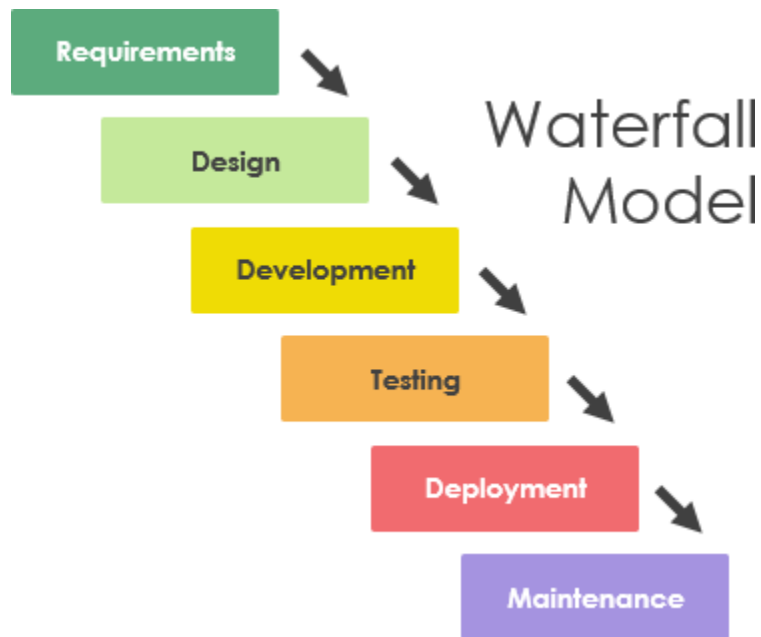 Requirements
Waterfall
Model
Design
Development
Testing
Deployment
Maintenance